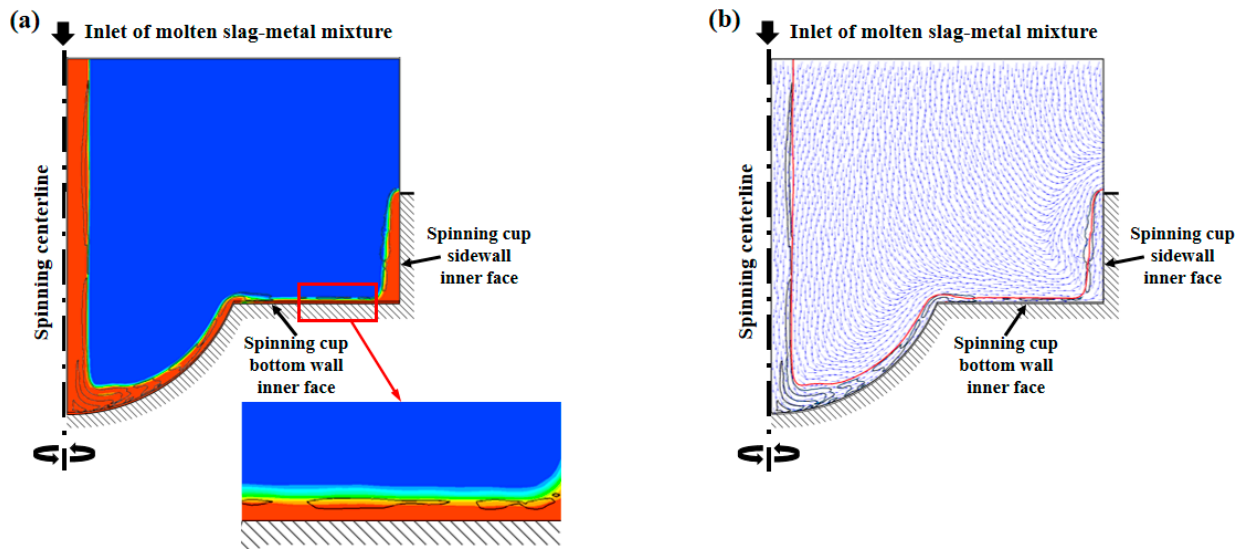 (a)
Inlet of molten slag-metal mixture
Spinning centerline
Spinning cup
sidewall
inner face
Spinning cup
bottom wall
inner face
(b)
Inlet of molten slag-metal mixture
Spinning centerline
Spinning cup
sidewall
inner face
Spinning cup
bottom wall
inner face